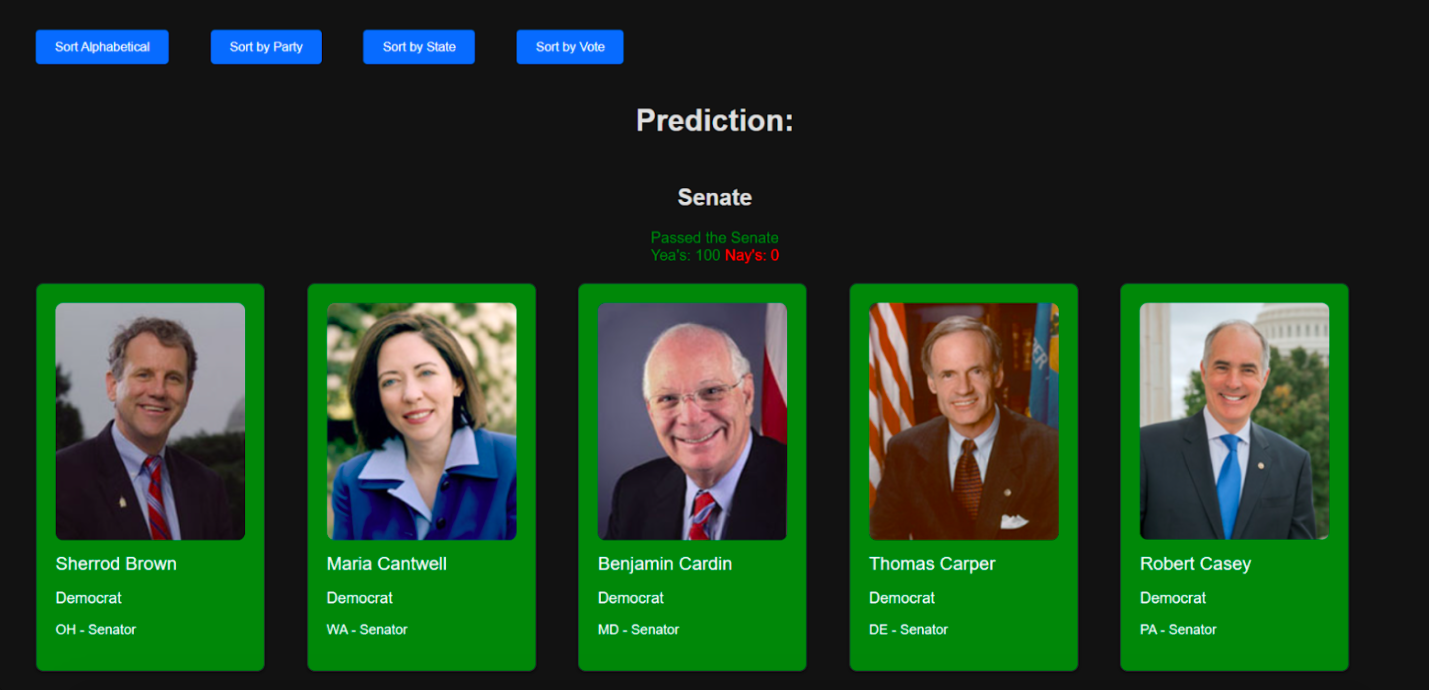 Sort Alphabetical Sort by Party Sort by State Sort by Vote
Prediction:
Senate
Passed the Senate
Yea's: 100 Nay's: 0
Sherrod Brown
Democrat
OH - Senator
Maria Cantwell
Democrat
WA - Senator
Benjamin Cardin
Democrat
MD - Senator
Thomas Carper
Democrat
DE - Senator
Robert Casey
Democrat
PA - Senator